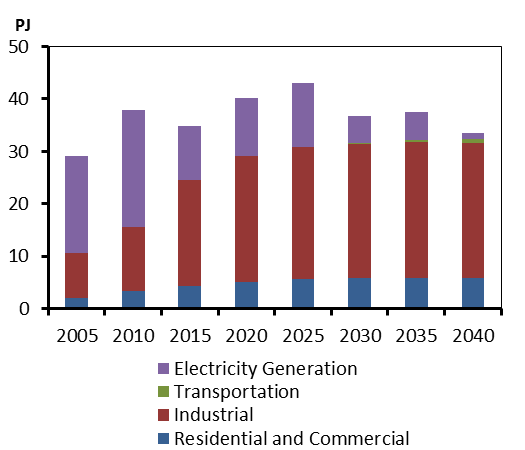 PJ
50
40
30
20
10
0
2005 2010 2015 2020 2025 2030 2035 2040
Electricity Generation
Transportation
Industrial
Residential and Commercial